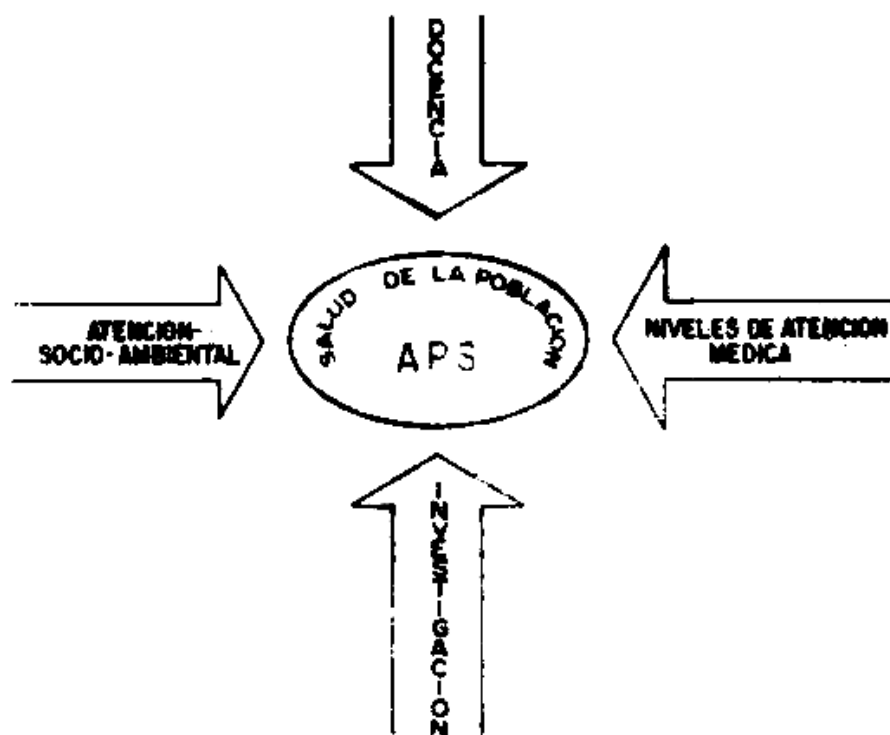 DOCENCIA
SALUD DE LA POBLACION
APS
ATENCION-
SOCIO-AMBIENTAL
NIVELES DE ATENCION
MEDICA
INVESTIGACION